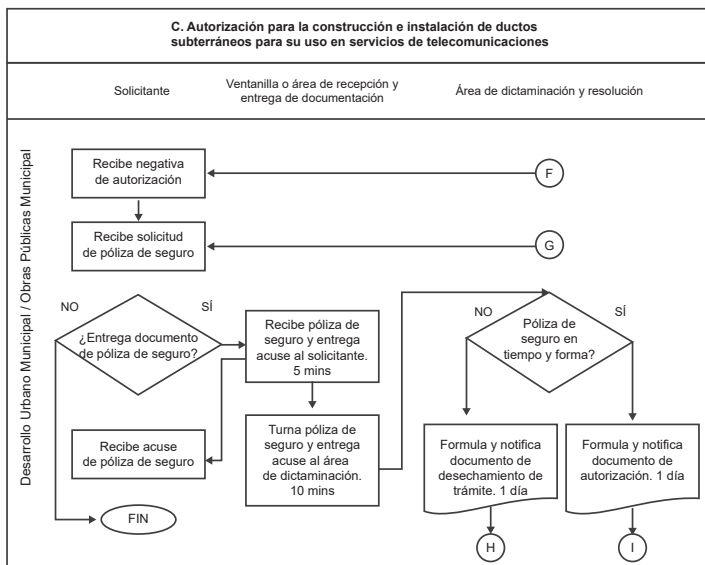 C. Autorización para la construcción e instalación de ductos
subterráneos para su uso en servicios de telecomunicaciones
Solicitante
Ventanilla o área de recepción y
entrega de documentación
Área de dictaminación y resolución
Desarrollo Urbano Municipal / Obras Públicas Municipal
Recibe negativa
de autorización
F
Recibe solicitud
de póliza de seguro
G
NO
SÍ
¿Entrega documento
de póliza de seguro?
Recibe póliza de
seguro y entrega
acuse al solicitante.
5 mins
NO
SÍ
Póliza de
seguro en
tiempo y forma?
Recibe acuse
de póliza de seguro
Turna póliza de
seguro y entrega
acuse al área
de dictaminación.
10 mins
Formula y notifica
documento de
desechamiento de
trámite. 1 día
Formula y notifica
documento de
autorización. 1 día
FIN
H
I